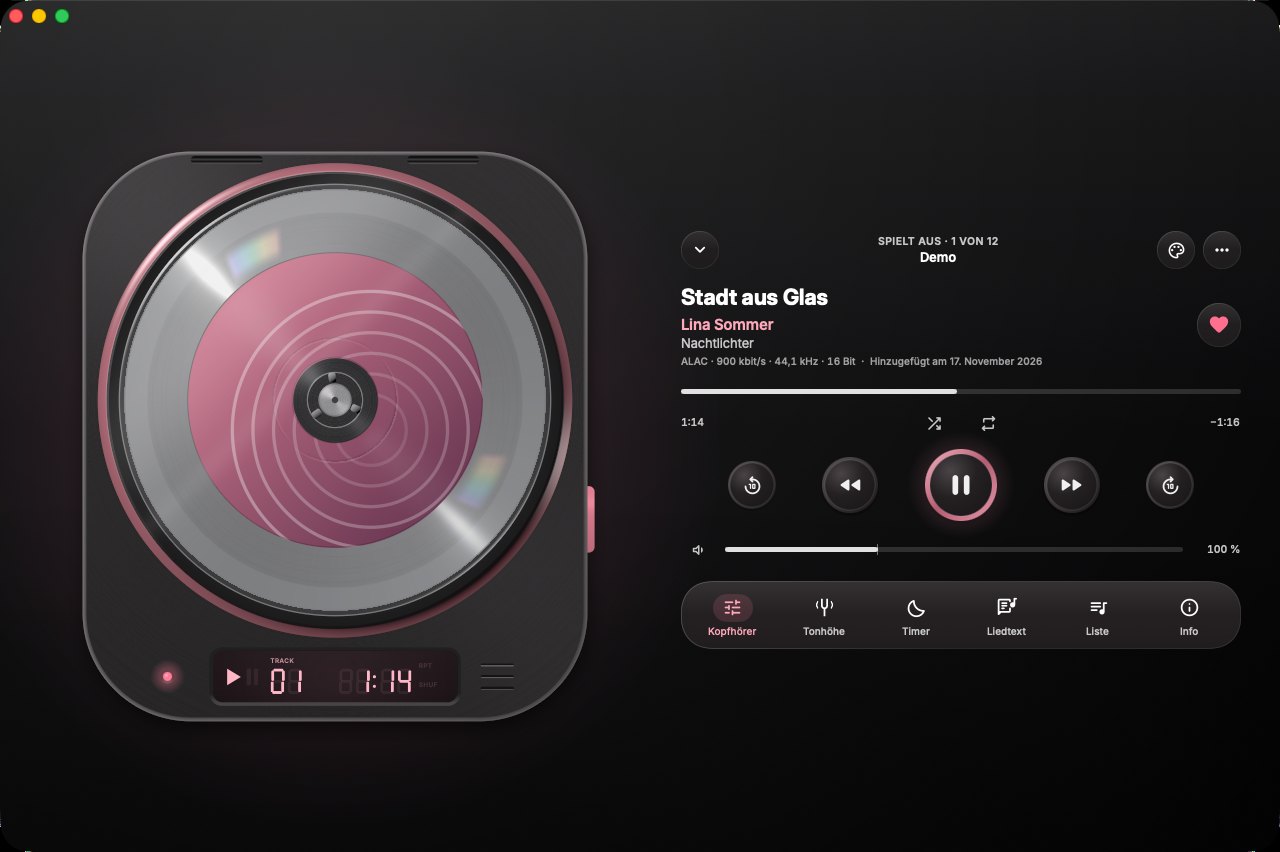 SPIELT AUS · 1 VON 12
Demo
Stadt aus Glas
Lina Sommer
Nachtlichter
ALAC · 900 kbit/s · 44,1 kHz · 16 Bit · Hinzugefügt am 17. November 2026
1:14
−1:16
10
10
100 %
Kopfhörer
Tonhöhe
Timer
Liedtext
Liste
Info
TRACK
01
1:14
RPT
SHUF